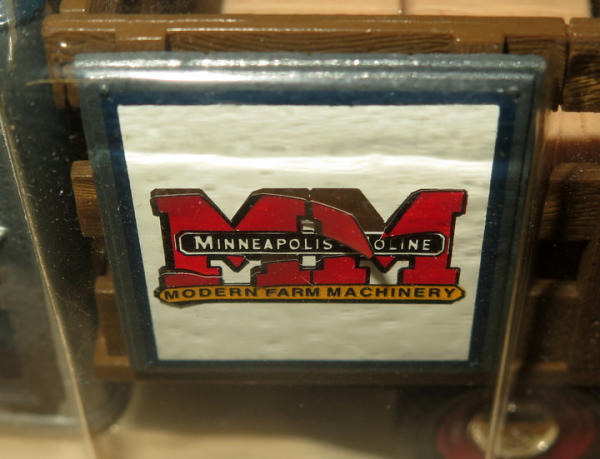 MM
MINNEAPOLIS OLINE
MODERN FARM MACHINERY